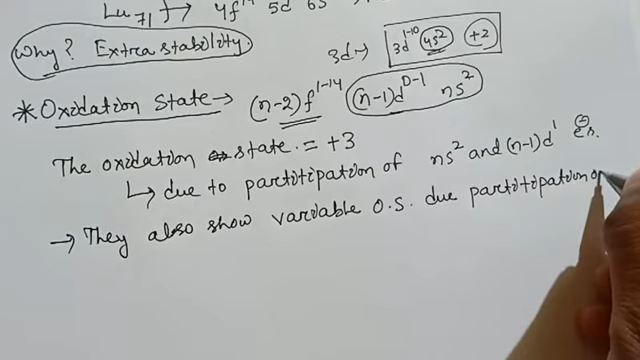 Lu₇₁ → 4f¹⁴ 5d 6s
Why? Extra stability.
3d → 3d¹⁻¹⁰ 4s² +2
*Oxidation State → (n-2)f¹⁻¹⁴ (n-1)d⁰⁻¹ ns²
The oxidation state. = +3
↳ due to partitipation of ns² and (n-1)d¹ ēs.
→ They also show variable O.S. due partitipation o